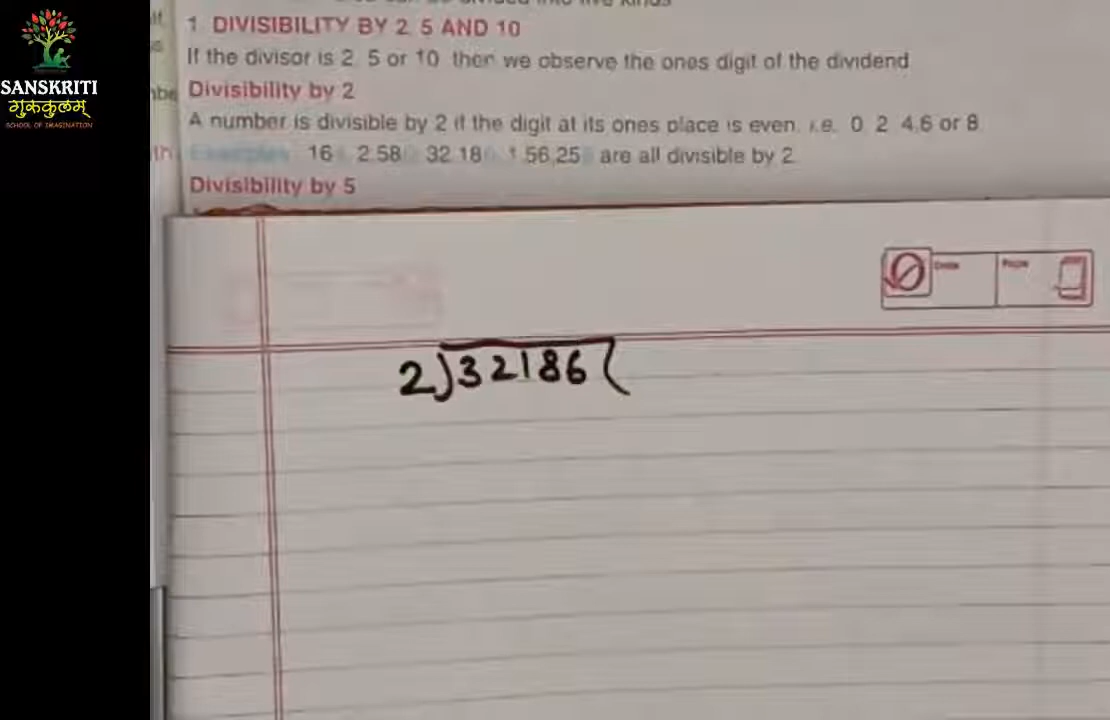 SANSKRITI
गुरुकुलम्
SCHOOL OF IMAGINATION
1. DIVISIBILITY BY 2, 5 AND 10
If the divisor is 2, 5 or 10, then we observe the ones digit of the dividend
Divisibility by 2
A number is divisible by 2 if the digit at its ones place is even, i.e. 0, 2, 4, 6 or 8
Examples 16 2,58 32,18 1,56,25 are all divisible by 2
Divisibility by 5
Date Page
2)32186(